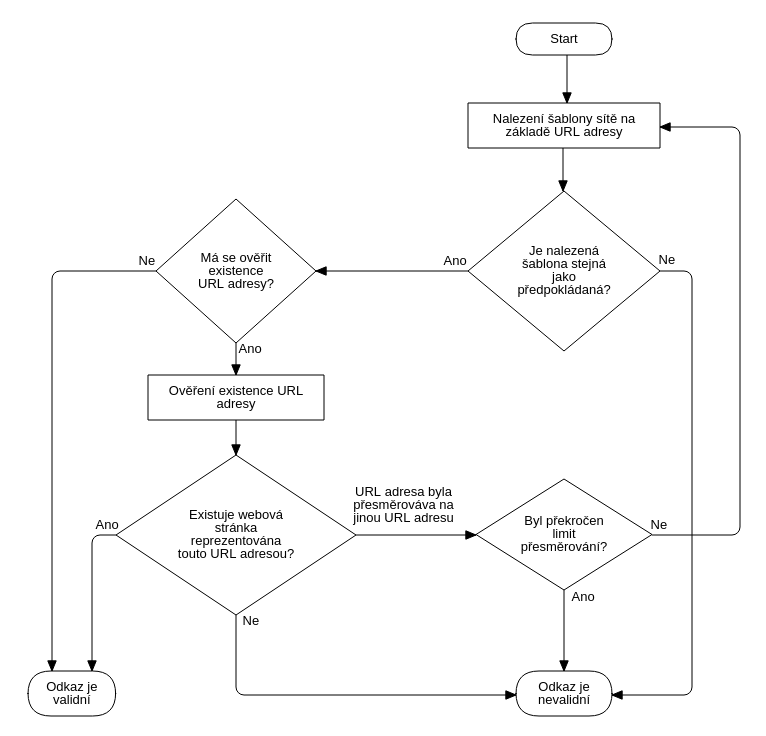 Start
Nalezení šablony sítě na
základě URL adresy
Je nalezená
šablona stejná
jako
předpokládaná?
Ano
Ne
Má se ověřit
existence
URL adresy?
Ne
Ano
Ověření existence URL
adresy
Existuje webová
stránka
reprezentována
touto URL adresou?
Ano
URL adresa byla
přesměrováva na
jinou URL adresu
Ne
Byl překročen
limit
přesměrování?
Ne
Ano
Odkaz je
validní
Odkaz je
nevalidní